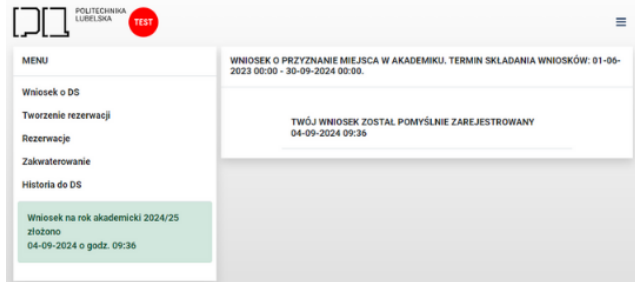 POLITECHNIKA
LUBELSKA
TEST
MENU
Wniosek o DS
Tworzenie rezerwacji
Rezerwacje
Zakwaterowanie
Historia do DS
Wniosek na rok akademicki 2024/25
złożono
04-09-2024 o godz. 09:36
WNIOSEK O PRZYZNANIE MIEJSCA W AKADEMIKU. TERMIN SKŁADANIA WNIOSKÓW: 01-06-
2023 00:00 - 30-09-2024 00:00.
TWÓJ WNIOSEK ZOSTAŁ POMYŚLNIE ZAREJESTROWANY
04-09-2024 09:36